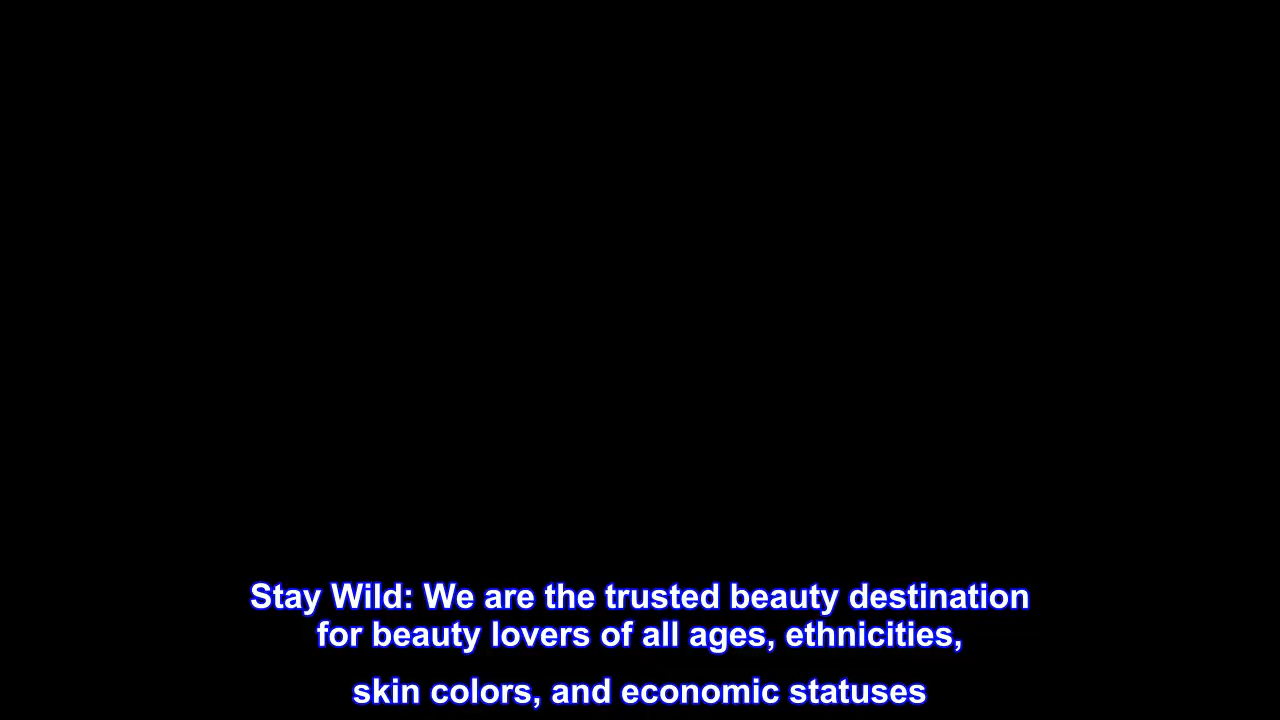 Stay Wild: We are the trusted beauty destination
for beauty lovers of all ages, ethnicities,
skin colors, and economic statuses